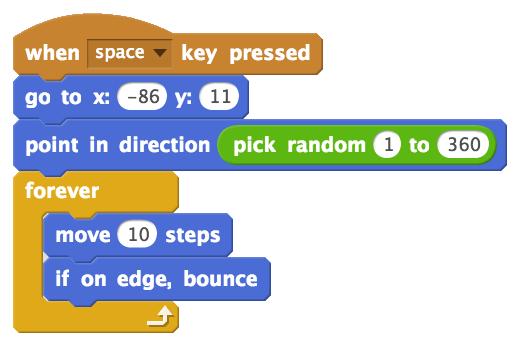 when space key pressed
go to x: -86 y: 11
point in direction pick random 1 to 360
forever
move 10 steps
if on edge, bounce